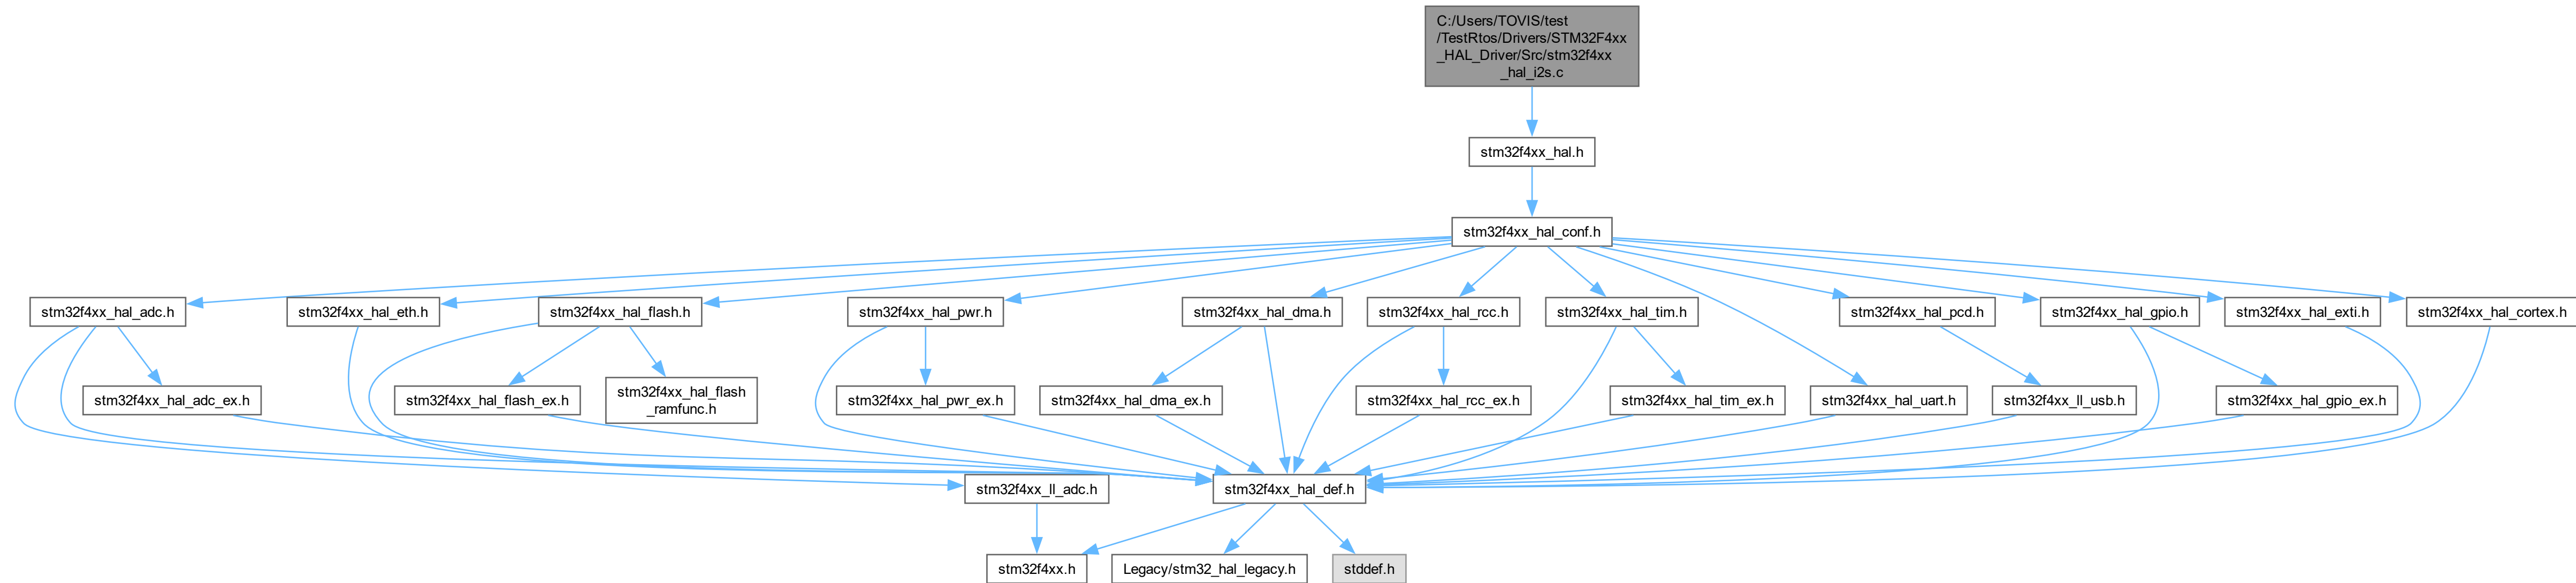 C:/Users/TOVIS/test
/TestRtos/Drivers/STM32F4xx
_HAL_Driver/Src/stm32f4xx
_hal_i2s.c
stm32f4xx_hal.h
stm32f4xx_hal_conf.h
stm32f4xx_hal_adc.h
stm32f4xx_hal_eth.h
stm32f4xx_hal_flash.h
stm32f4xx_hal_pwr.h
stm32f4xx_hal_dma.h
stm32f4xx_hal_rcc.h
stm32f4xx_hal_tim.h
stm32f4xx_hal_pcd.h
stm32f4xx_hal_gpio.h
stm32f4xx_hal_exti.h
stm32f4xx_hal_cortex.h
stm32f4xx_hal_adc_ex.h
stm32f4xx_hal_flash_ex.h
stm32f4xx_hal_flash
_ramfunc.h
stm32f4xx_hal_pwr_ex.h
stm32f4xx_hal_dma_ex.h
stm32f4xx_hal_rcc_ex.h
stm32f4xx_hal_tim_ex.h
stm32f4xx_hal_uart.h
stm32f4xx_ll_usb.h
stm32f4xx_hal_gpio_ex.h
stm32f4xx_ll_adc.h
stm32f4xx_hal_def.h
stm32f4xx.h
Legacy/stm32_hal_legacy.h
stddef.h